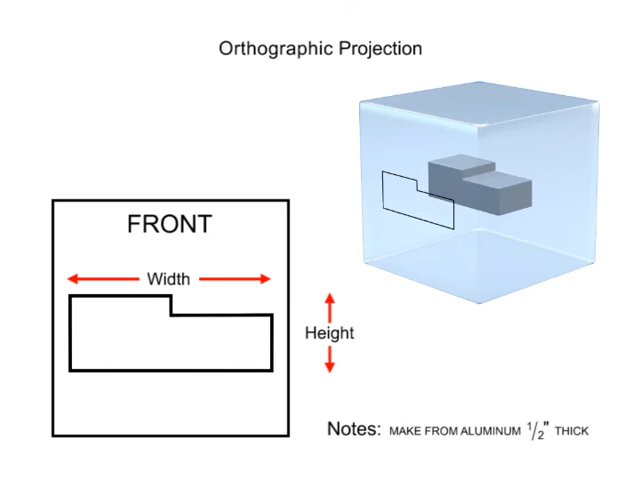 Orthographic Projection
FRONT
Width
Height
Notes: MAKE FROM ALUMINUM 1/2" THICK